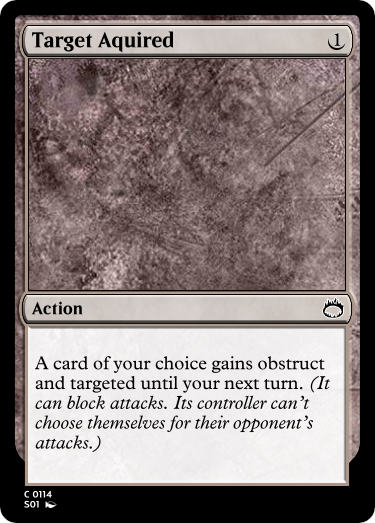 Target Aquired 1
Action
A card of your choice gains obstruct
and targeted until your next turn. (It
can block attacks. Its controller can't
choose themselves for their opponent's
attacks.)
C 0114
S01